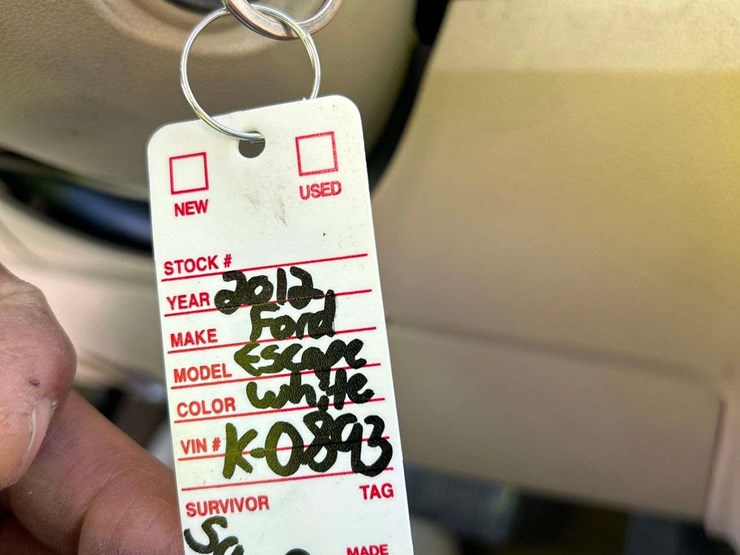 NEW USED
STOCK #
YEAR 2012
MAKE Ford
MODEL Escape
COLOR White
VIN # K-0893
SURVIVOR TAG
MADE